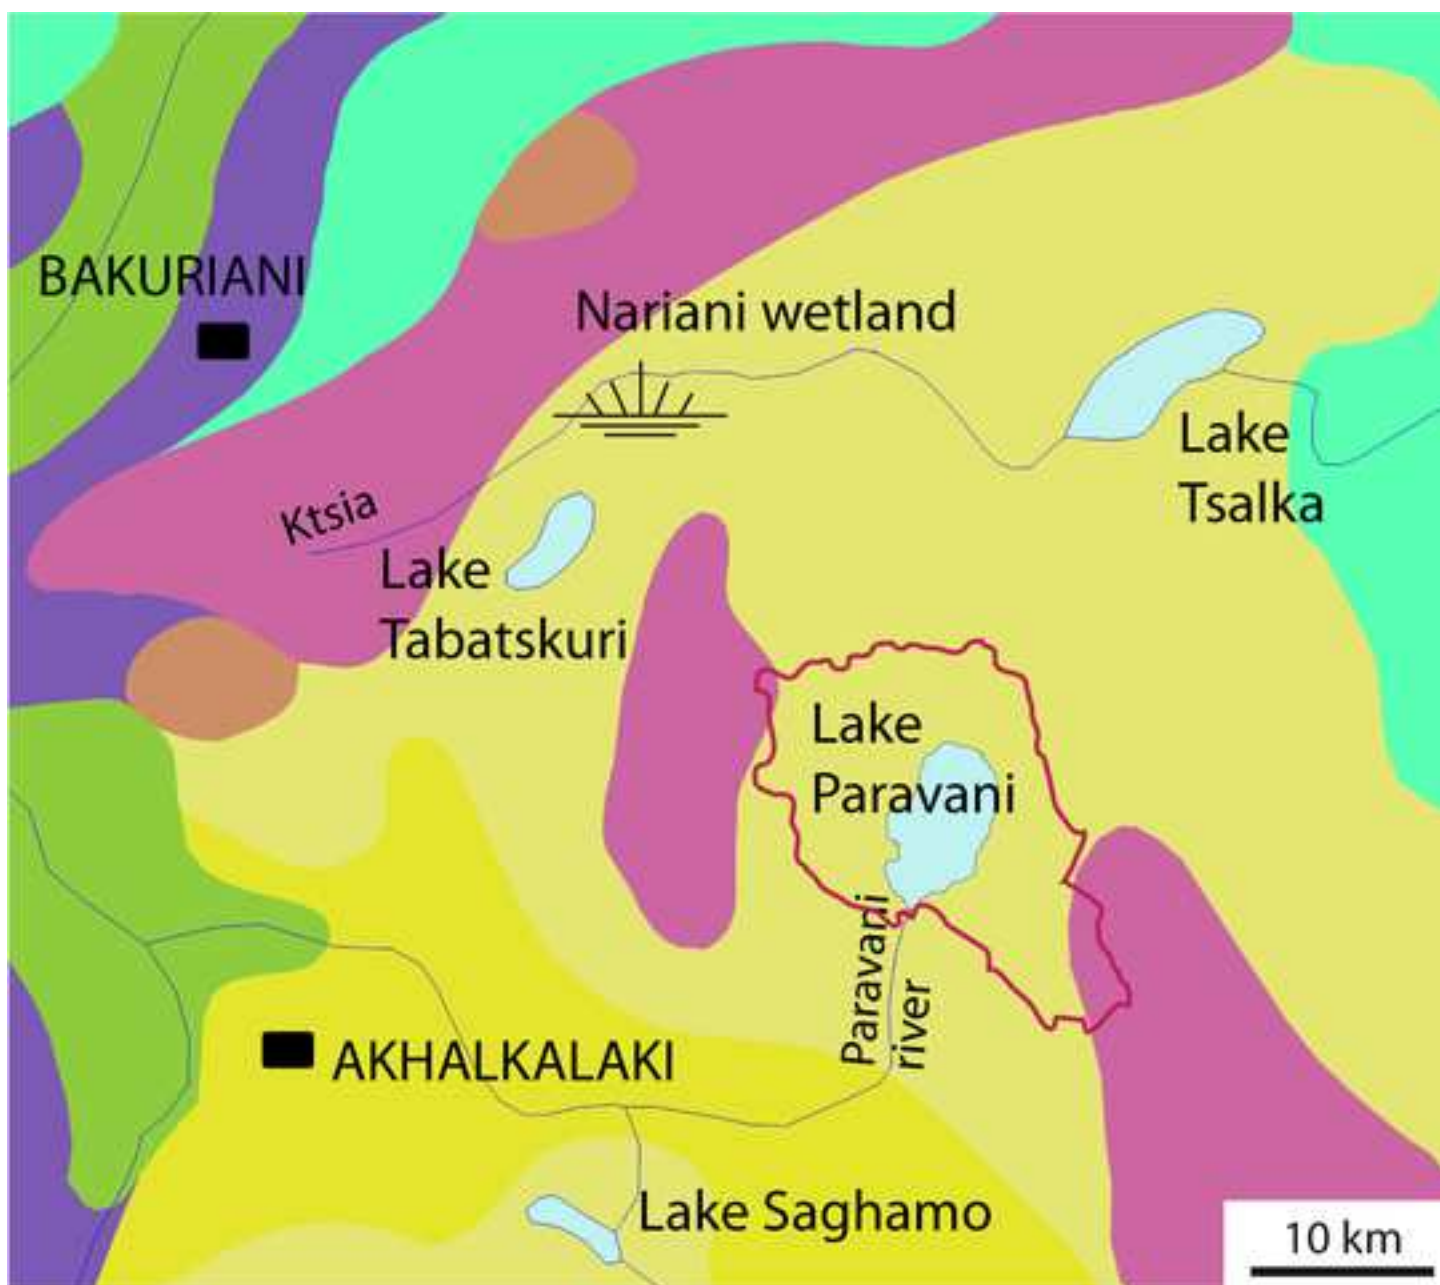 BAKURIANI
Nariani wetland
Lake
Tsalka
Ktsia
Lake
Tabatskuri
Lake
Paravani
Paravani
river
AKHALKALAKI
Lake Saghamo
10 km